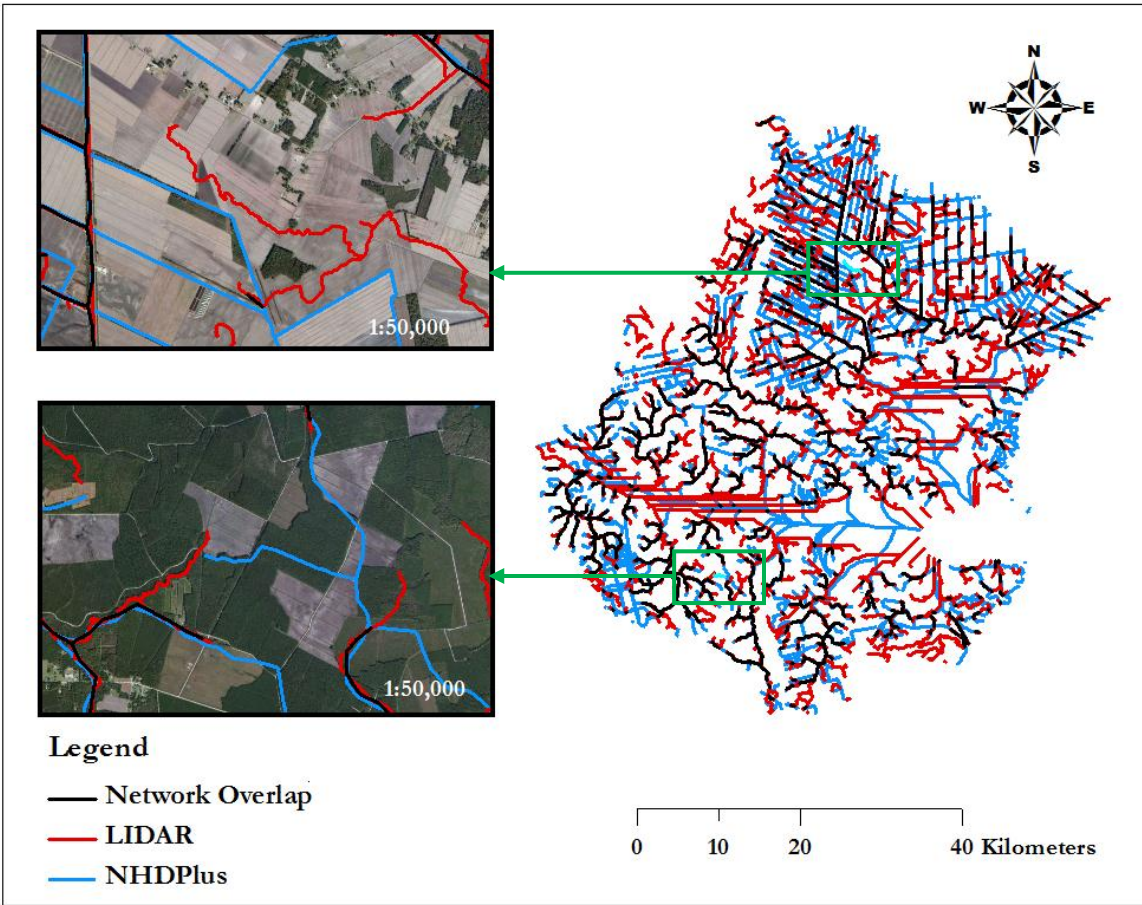 N
W E
S
1:50,000
1:50,000
Legend
Network Overlap
LIDAR
NHDPlus
0 10 20 40 Kilometers